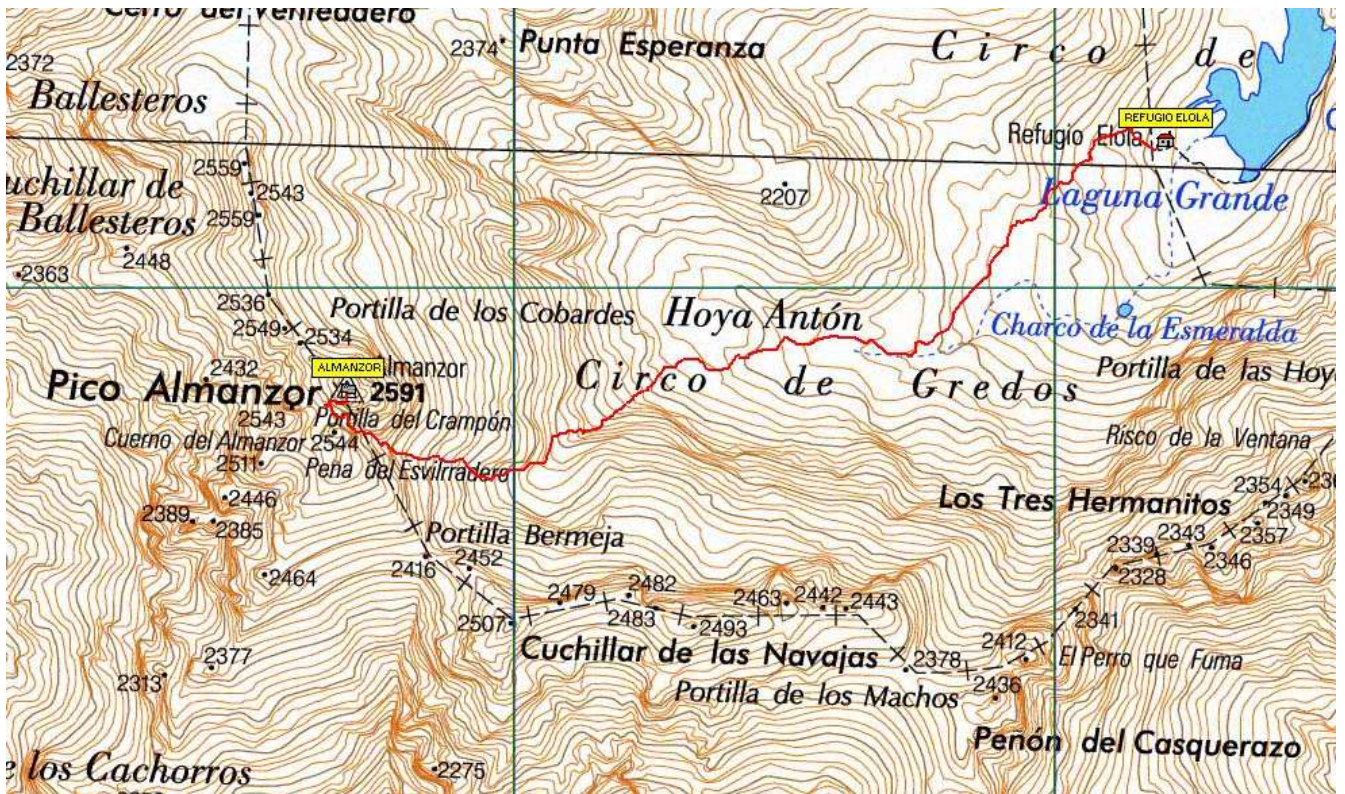 Cerro del Venteadero
2374
Punta Esperanza
Circo de
2372
Ballesteros
REFUGIO ELOLA
Refugio Elola
2559
2543
uchillar de
Ballesteros
2559
2207
Laguna Grande
2448
2363
2536
Portilla de los Cobardes
Hoya Antón
2549
2534
Charco de la Esmeralda
ALMANZOR
lmanzor
2432
Portilla de las Hoy
Pico Almanzor
2591
Circo de Gredos
2543
Portilla del Crampón
Cuerno del Almanzor
2544
Risco de la Ventana
2511
Peña del Esvilrradero
2446
Los Tres Hermanitos
2354
236
2389
2385
2349
2357
Portilla Bermeja
2343
2339
2346
2416
2452
2328
2464
2479
2482
2463
2442
2443
2341
2507
2483
2493
2412
Cuchillar de las Navajas
2378
El Perro que Fuma
2377
2313
Portilla de los Machos
2436
Peñón del Casquerazo
e los Cachorros
2275